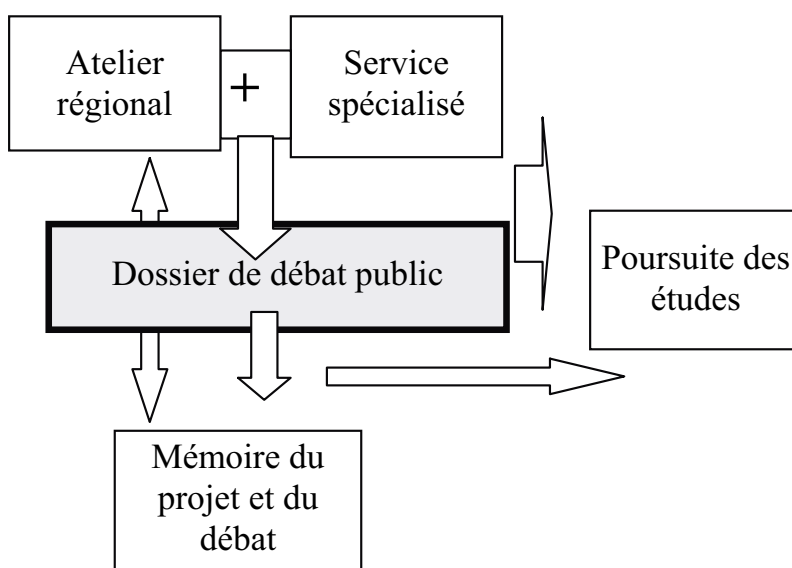 Atelier
régional
+
Service
spécialisé
Dossier de débat public
Poursuite des
études
Mémoire du
projet et du
débat